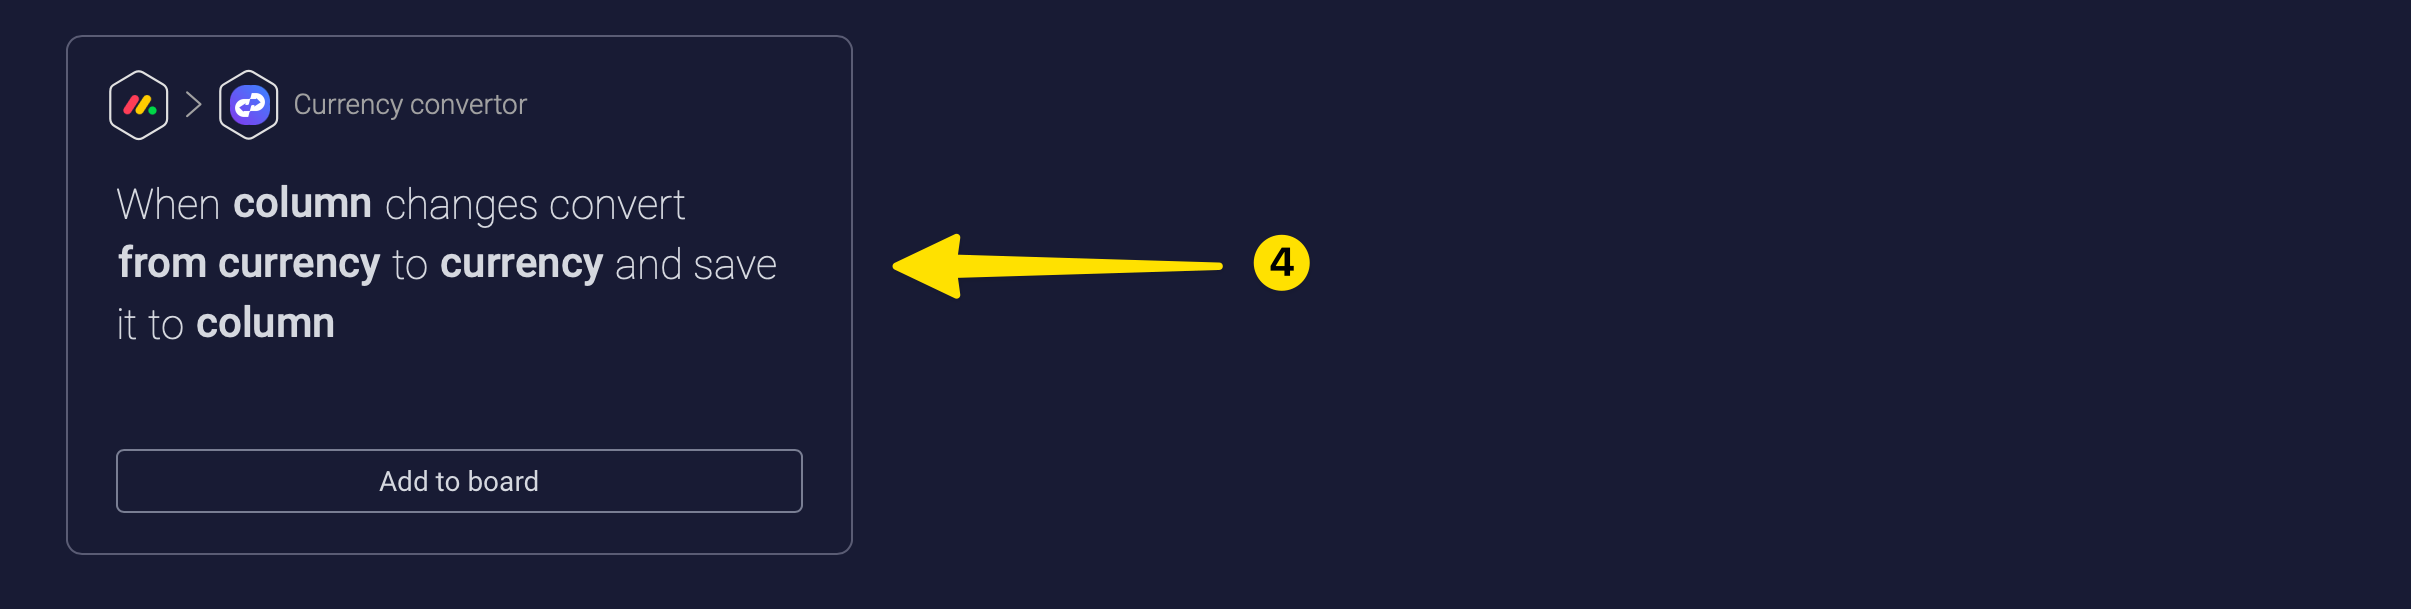 Currency convertor
When column changes convert
from currency to currency and save
it to column
4
Add to board